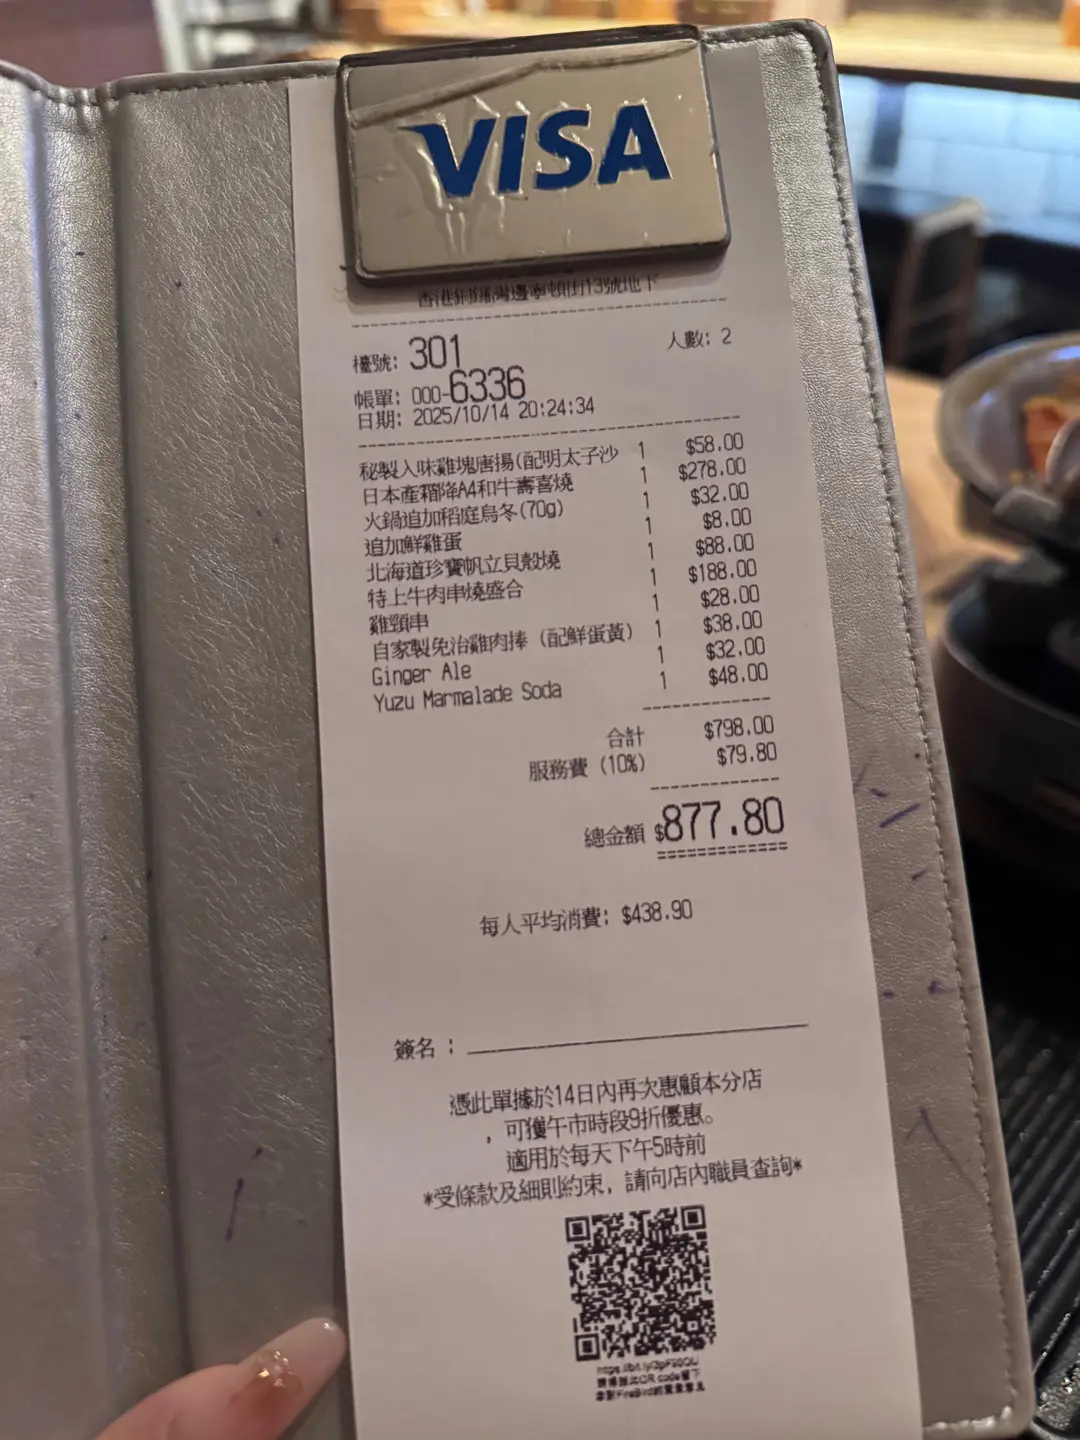 VISA
香港銅鑼灣邊寧頓街13號地下
檯號: 301 人數: 2
帳單: 000-6336
日期: 2025/10/14 20:24:34
秘製入味雞塊唐揚(配明太子沙 1 $58.00
日本產霜降A4和牛壽喜燒 1 $278.00
火鍋追加稻庭烏冬(70g) 1 $32.00
追加鮮雞蛋 1 $8.00
北海道珍寶帆立貝殼燒 1 $88.00
特上牛肉串燒盛合 1 $188.00
雞頸串 1 $28.00
自家製免治雞肉棒 (配鮮蛋黃) 1 $38.00
Ginger Ale 1 $32.00
Yuzu Marmalade Soda 1 $48.00
合計 $798.00
服務費 (10%) $79.80
總金額 $877.80
每人平均消費: $438.90
簽名 :
憑此單據於14日內再次惠顧本分店
，可獲午市時段9折優惠。
適用於每天下午5時前
*受條款及細則約束，請向店內職員查詢*